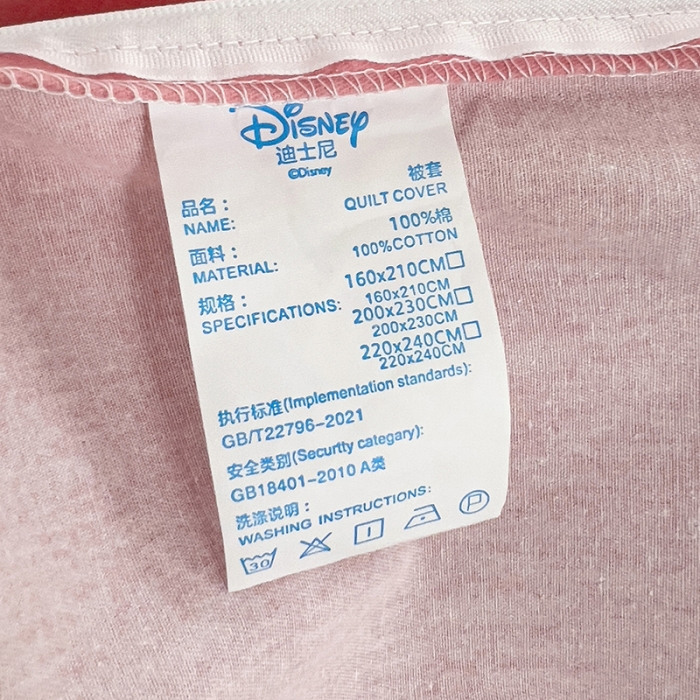 Disney
迪士尼
©Disney
品名： 被套
NAME: QUILT COVER
面料： 100%棉
MATERIAL: 100%COTTON
规格： 160x210CM□
SPECIFICATIONS: 160x210CM
200x230CM□
200x230CM
220x240CM□
220x240CM
执行标准(Implementation standards):
GB/T22796-2021
安全类别(Securtty categary):
GB18401-2010 A类
洗涤说明：
WASHING INSTRUCTIONS:
30 P